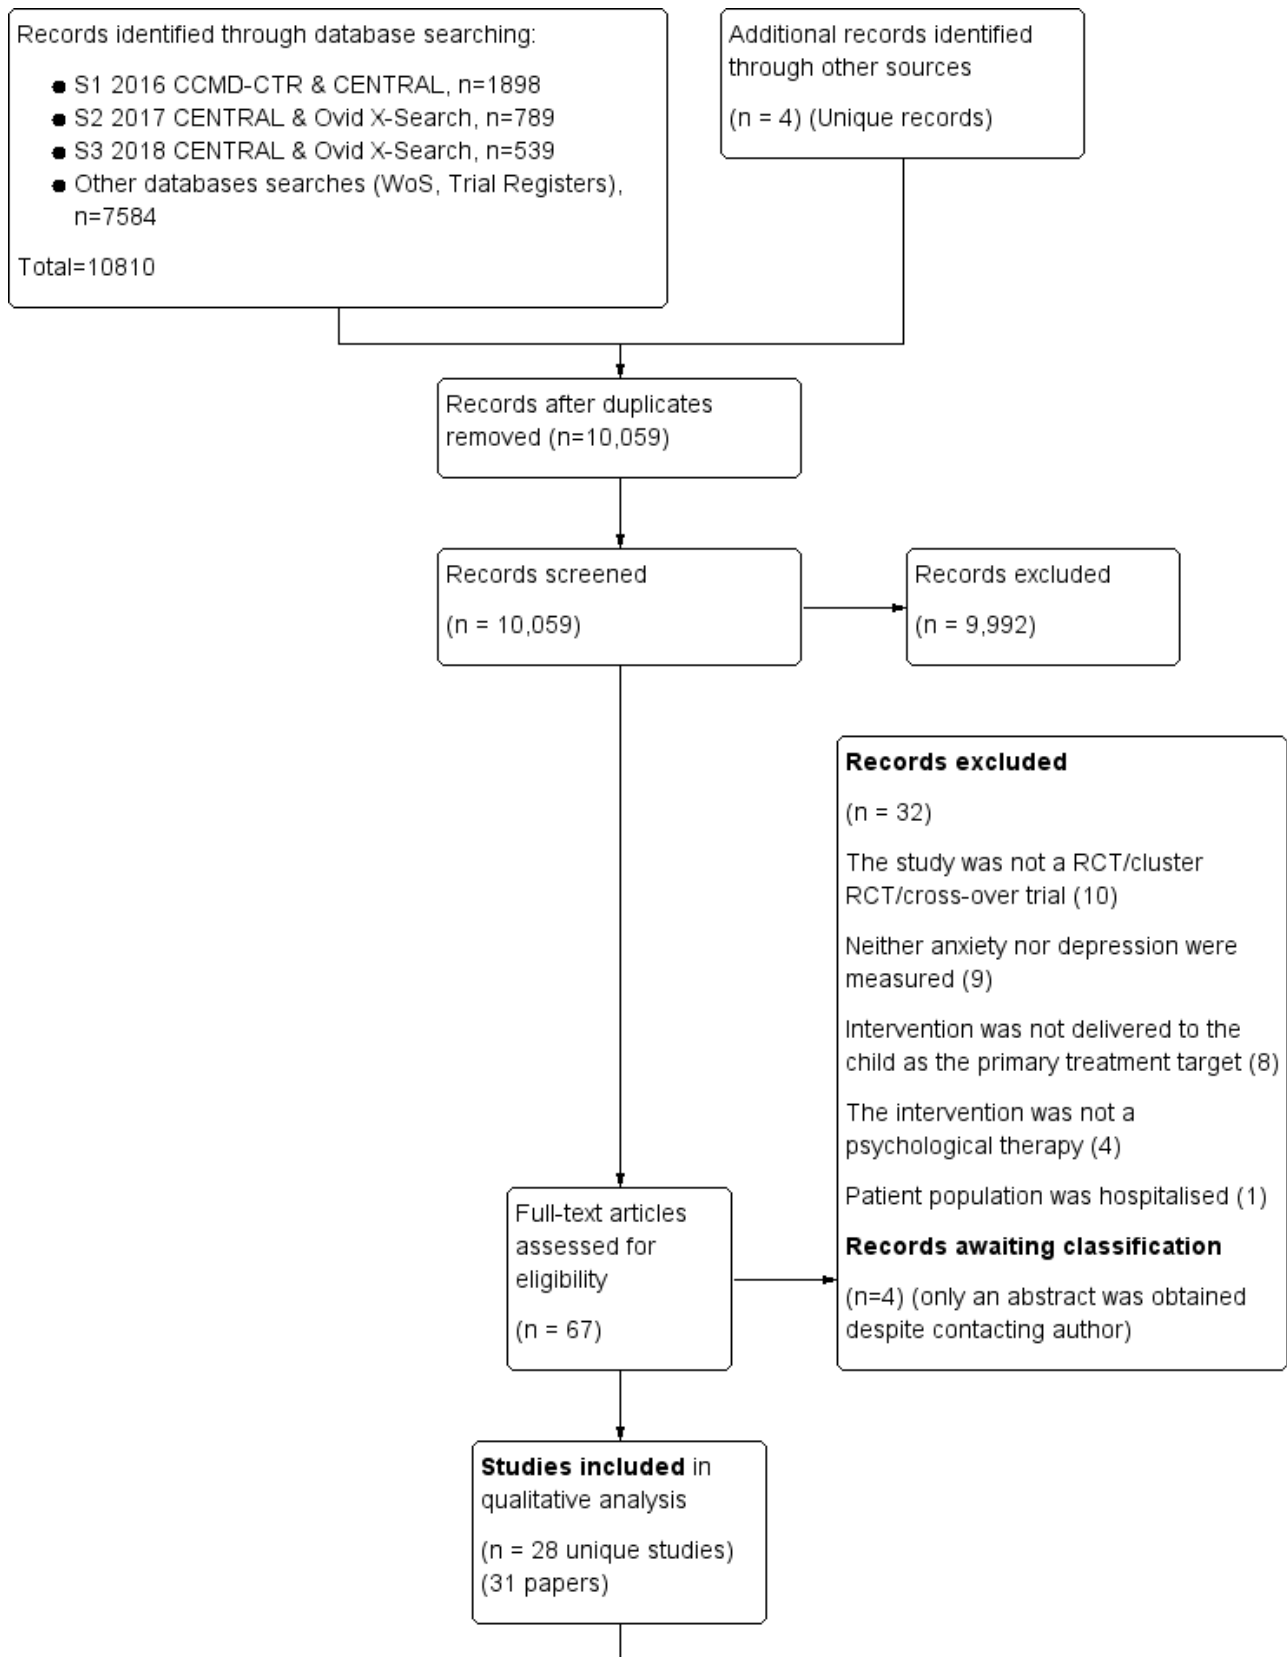 Records identified through database searching:
● S1 2016 CCMD-CTR & CENTRAL, n=1898
● S2 2017 CENTRAL & Ovid X-Search, n=789
● S3 2018 CENTRAL & Ovid X-Search, n=539
● Other databases searches (WoS, Trial Registers),
n=7584
Total=10810
Additional records identified
through other sources
(n = 4) (Unique records)
Records after duplicates
removed (n=10,059)
Records screened
(n = 10,059)
Records excluded
(n = 9,992)
Records excluded
(n = 32)
The study was not a RCT/cluster
RCT/cross-over trial (10)
Neither anxiety nor depression were
measured (9)
Intervention was not delivered to the
child as the primary treatment target (8)
The intervention was not a
psychological therapy (4)
Patient population was hospitalised (1)
Records awaiting classification
(n=4) (only an abstract was obtained
despite contacting author)
Full-text articles
assessed for
eligibility
(n = 67)
Studies included in
qualitative analysis
(n = 28 unique studies)
(31 papers)